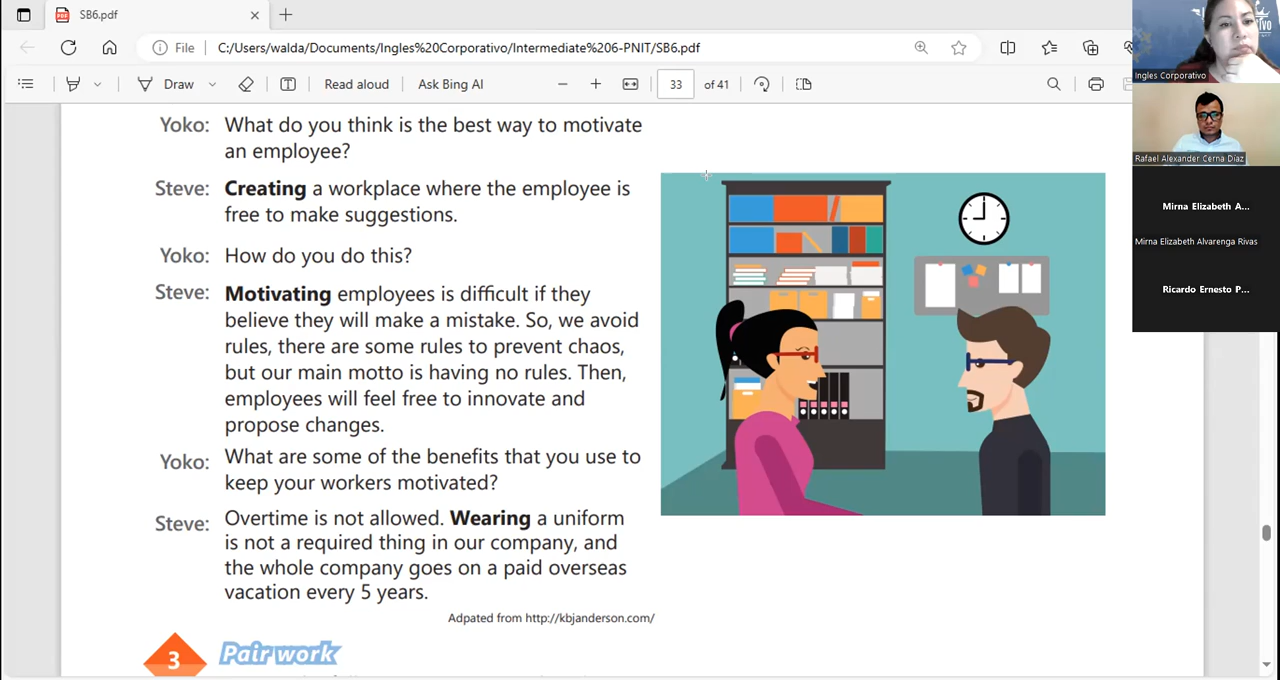 SB6.pdf
File
C:/Users/walda/Documents/Ingles%20Corporativo/Intermediate%206-PNIT/SB6.pdf
Draw
Read aloud
Ask Bing AI
33
of 41
Yoko: What do you think is the best way to motivate
an employee?
Steve: Creating a workplace where the employee is
free to make suggestions.
Yoko: How do you do this?
Steve: Motivating employees is difficult if they
believe they will make a mistake. So, we avoid
rules, there are some rules to prevent chaos,
but our main motto is having no rules. Then,
employees will feel free to innovate and
propose changes.
Yoko: What are some of the benefits that you use to
keep your workers motivated?
Steve: Overtime is not allowed. Wearing a uniform
is not a required thing in our company, and
the whole company goes on a paid overseas
vacation every 5 years.
Adpated from http://kbjanderson.com/
3 Pair work
Ingles Corporativo
Rafael Alexander Cerna Diaz
Mirna Elizabeth A...
Mirna Elizabeth Alvarenga Rivas
Ricardo Ernesto P...